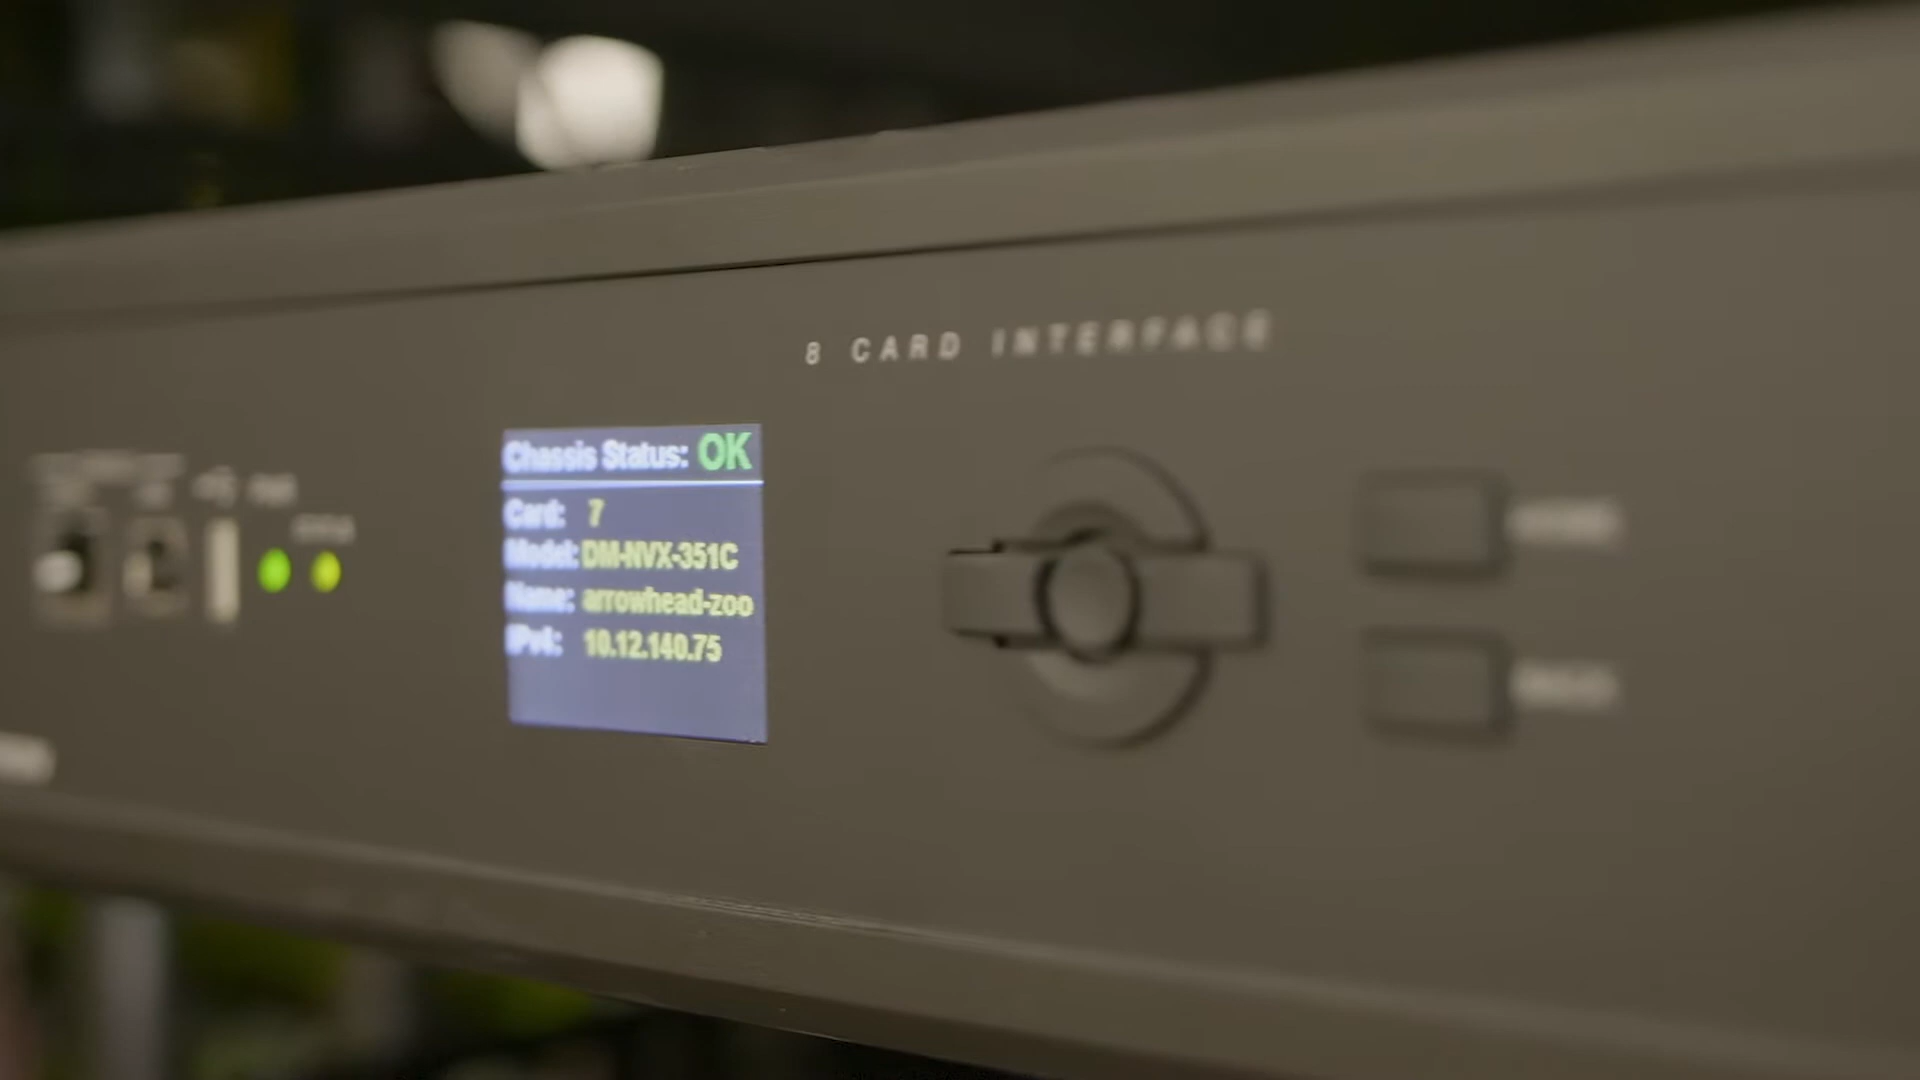 8 CARD INTERFACE
Chassis Status: OK
Card: 7
Model: DM-NVX-351C
Name: arrowhead-zoo
IPv4: 10.12.140.75